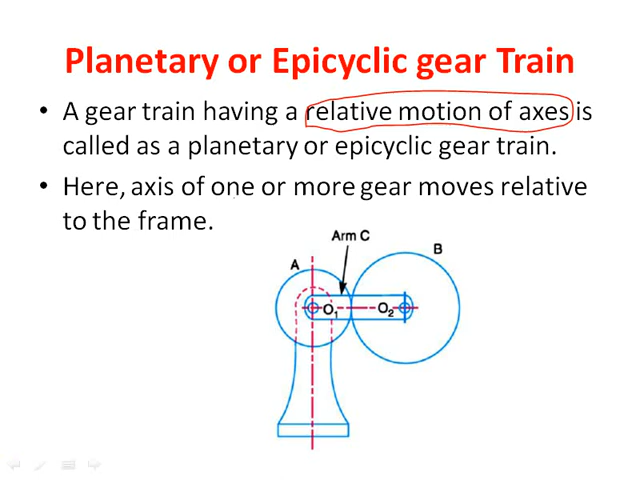 Planetary or Epicyclic gear Train
• A gear train having a relative motion of axes is
called as a planetary or epicyclic gear train.
• Here, axis of one or more gear moves relative
to the frame.
Arm C
A
B
O1
O2